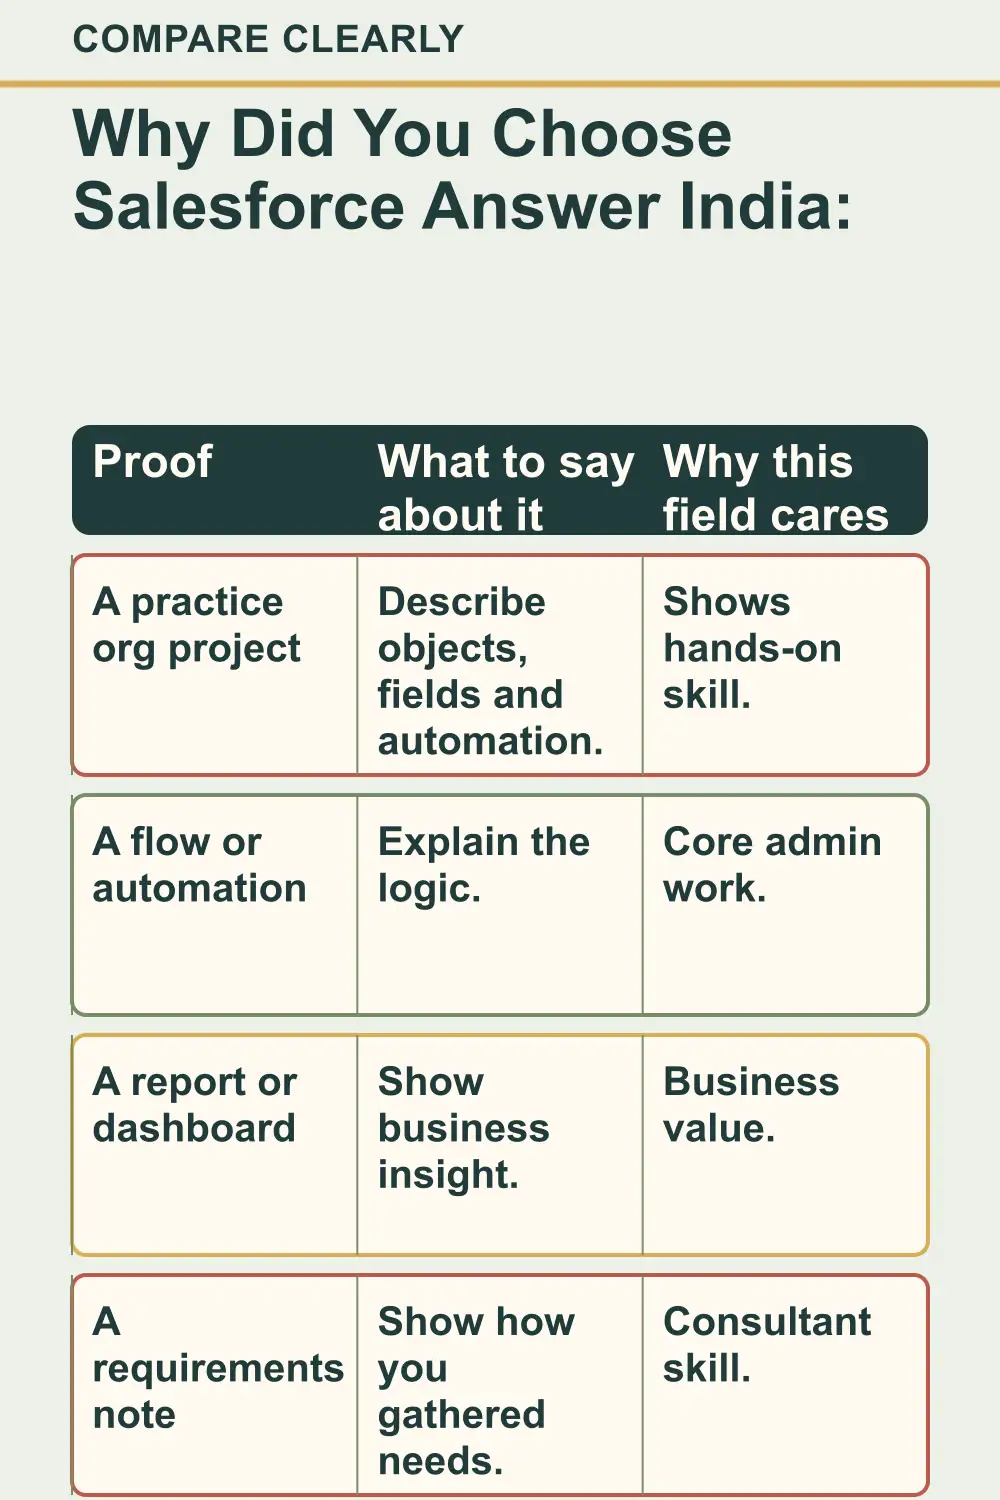 COMPARE CLEARLY
Why Did You Choose
Salesforce Answer India:
Proof
What to say
about it
Why this
field cares
A practice
org project
Describe
objects,
fields and
automation.
Shows
hands-on
skill.
A flow or
automation
Explain the
logic.
Core admin
work.
A report or
dashboard
Show
business
insight.
Business
value.
A
requirements
note
Show how
you
gathered
needs.
Consultant
skill.